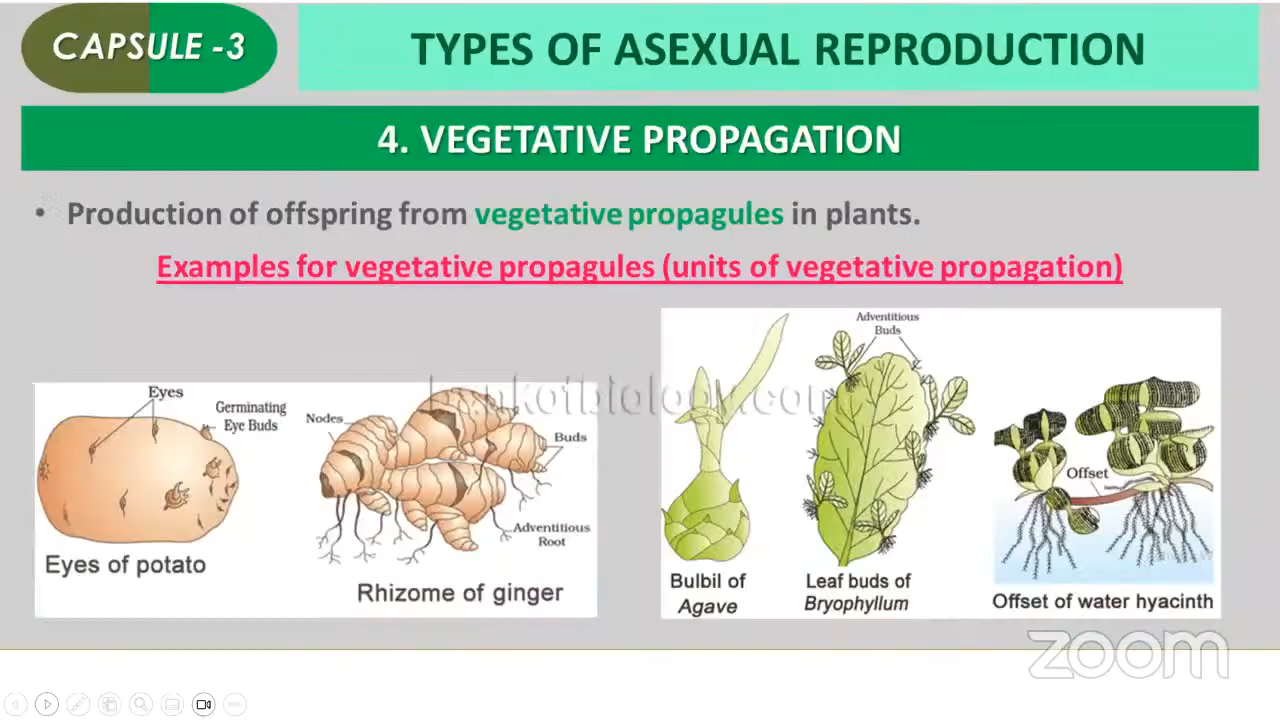 CAPSULE -3
TYPES OF ASEXUAL REPRODUCTION
4. VEGETATIVE PROPAGATION
• Production of offspring from vegetative propagules in plants.
Examples for vegetative propagules (units of vegetative propagation)
Eyes
Germinating
Eye Buds
Eyes of potato
Nodes
Buds
Adventitious
Root
Rhizome of ginger
Bulbil of
Agave
Adventitious
Buds
Leaf buds of
Bryophyllum
Offset
Offset of water hyacinth
zoom